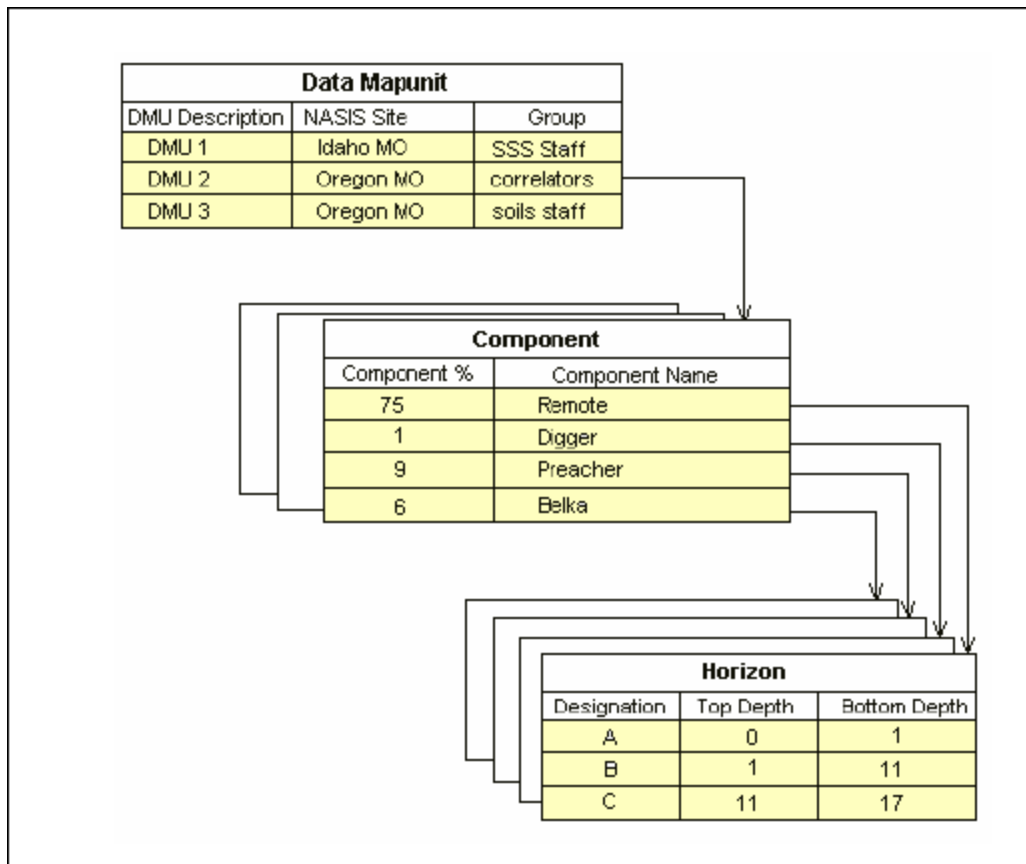 Data Mapunit
DMU Description NASIS Site Group
DMU 1 Idaho MO SSS Staff
DMU 2 Oregon MO correlators
DMU 3 Oregon MO soils staff
Component
Component % Component Name
75 Remote
1 Digger
9 Preacher
6 Belka
Horizon
Designation Top Depth Bottom Depth
A 0 1
B 1 11
C 11 17